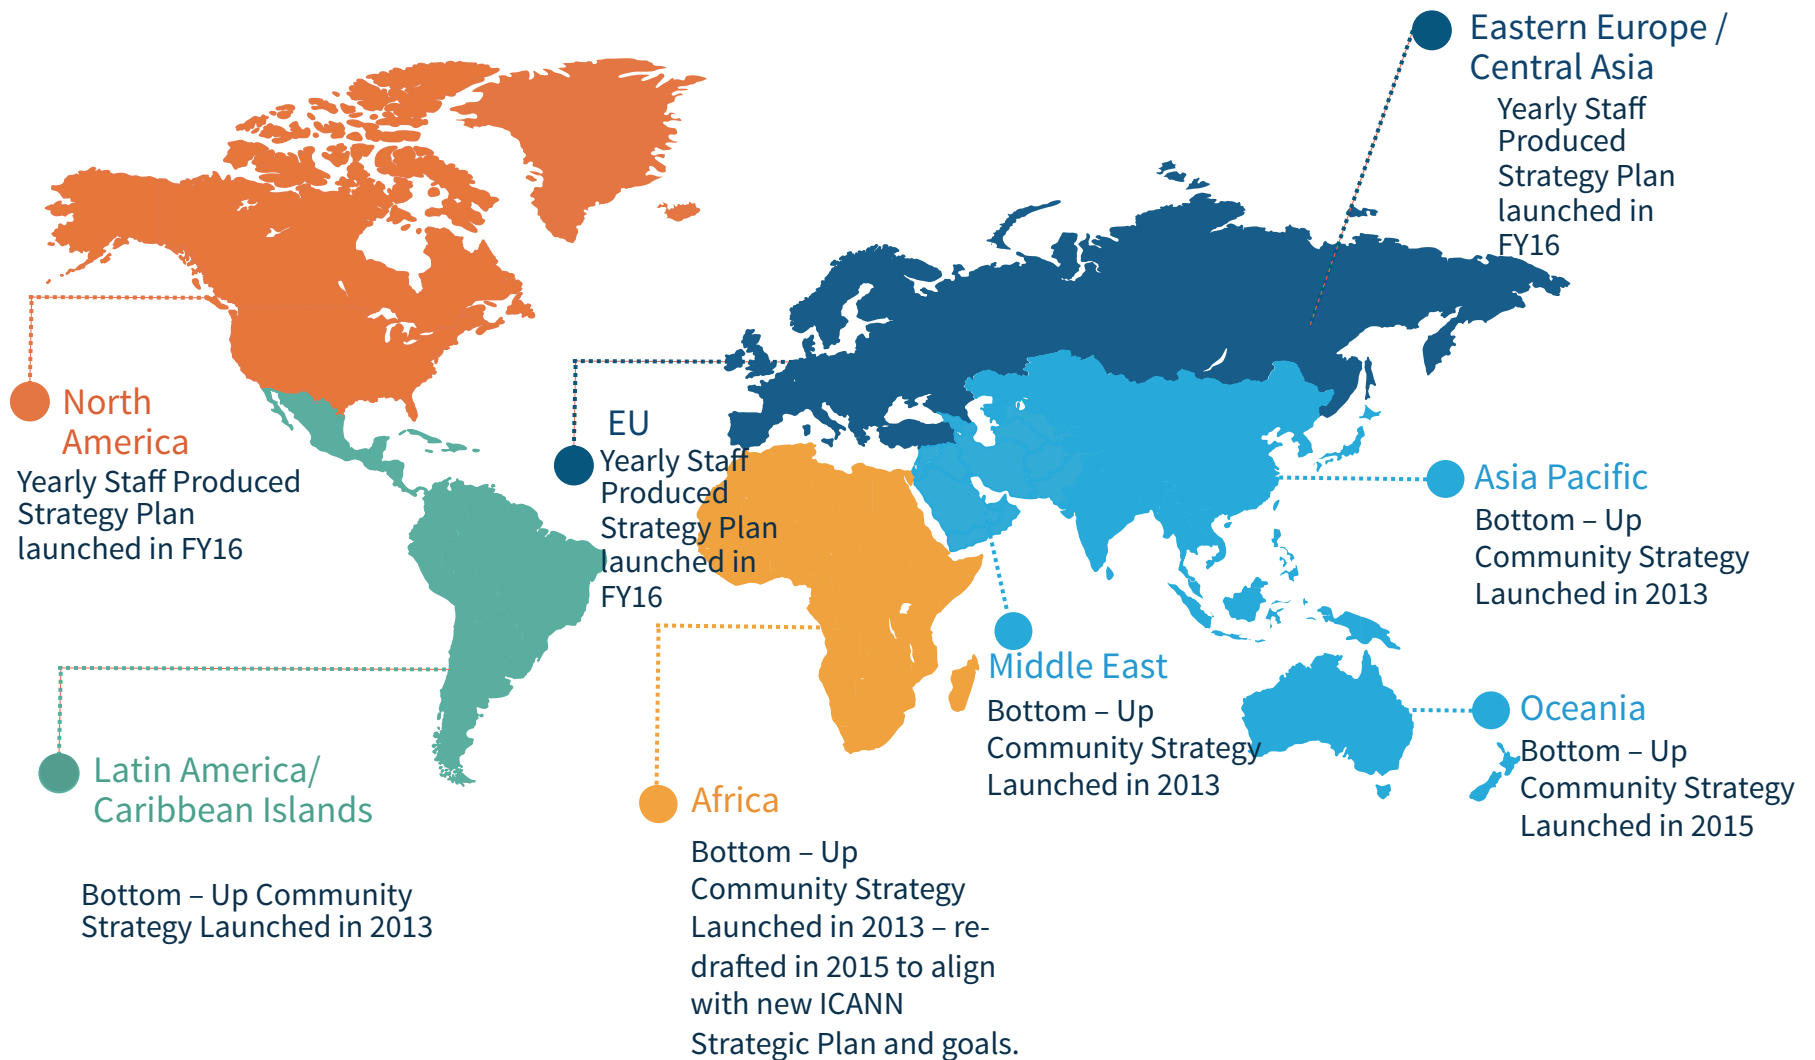 Eastern Europe /
Central Asia
Yearly Staff
Produced
Strategy Plan
launched in
FY16
North
America
Yearly Staff Produced
Strategy Plan
launched in FY16
EU
Yearly Staff
Produced
Strategy Plan
launched in
FY16
Asia Pacific
Bottom – Up
Community Strategy
Launched in 2013
Middle East
Bottom – Up
Community Strategy
Launched in 2013
Oceania
Bottom – Up
Community Strategy
Launched in 2015
Latin America/
Caribbean Islands
Bottom – Up Community
Strategy Launched in 2013
Africa
Bottom – Up
Community Strategy
Launched in 2013 – re-
drafted in 2015 to align
with new ICANN
Strategic Plan and goals.